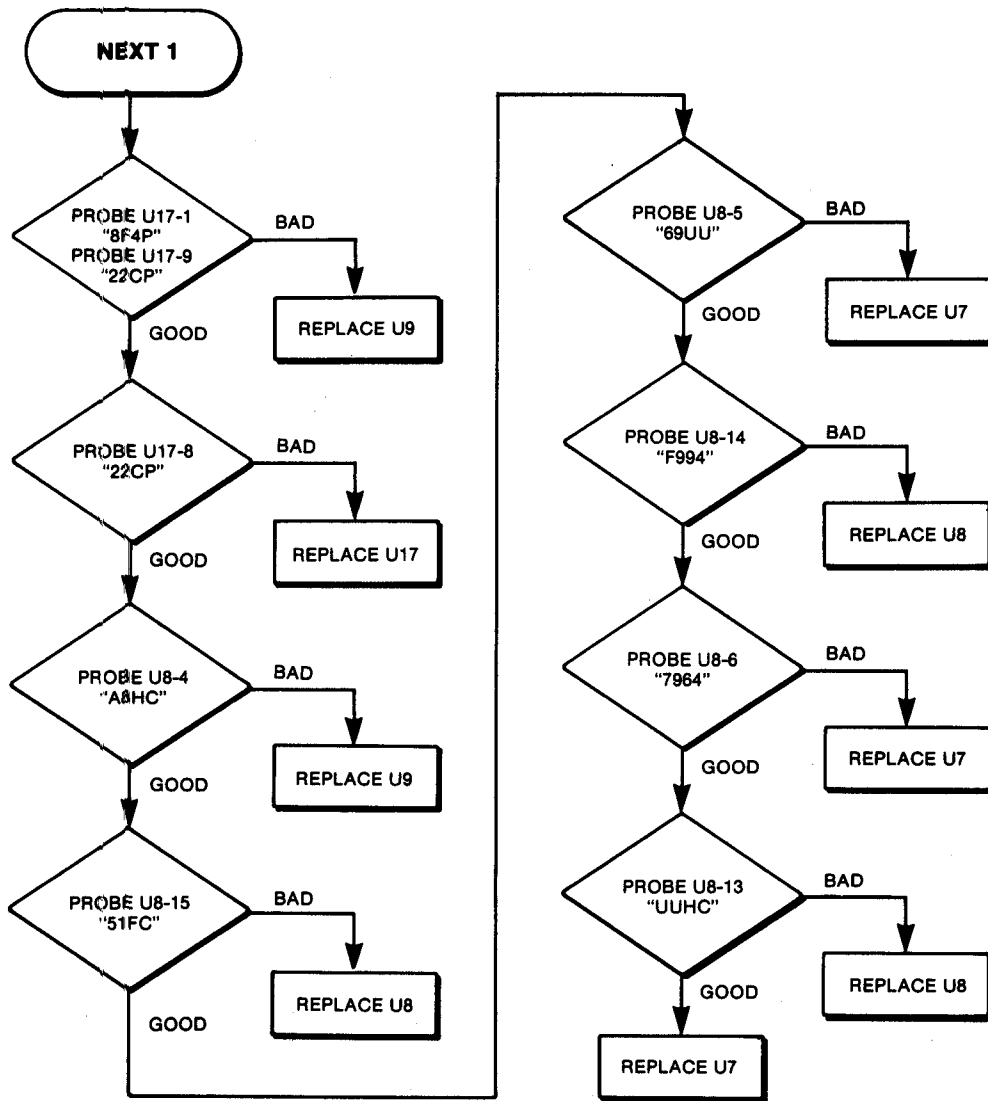 NEXT 1
PROBE U17-1
"8F4P"
PROBE U17-9
"22CP"
BAD
REPLACE U9
GOOD
PROBE U17-8
"22CP"
BAD
REPLACE U17
GOOD
PROBE U8-4
"A8HC"
BAD
REPLACE U9
GOOD
PROBE U8-15
"51FC"
BAD
REPLACE U8
GOOD
PROBE U8-5
"69UU"
BAD
REPLACE U7
GOOD
PROBE U8-14
"F994"
BAD
REPLACE U8
GOOD
PROBE U8-6
"7964"
BAD
REPLACE U7
GOOD
PROBE U8-13
"UUHC"
BAD
REPLACE U8
GOOD
REPLACE U7